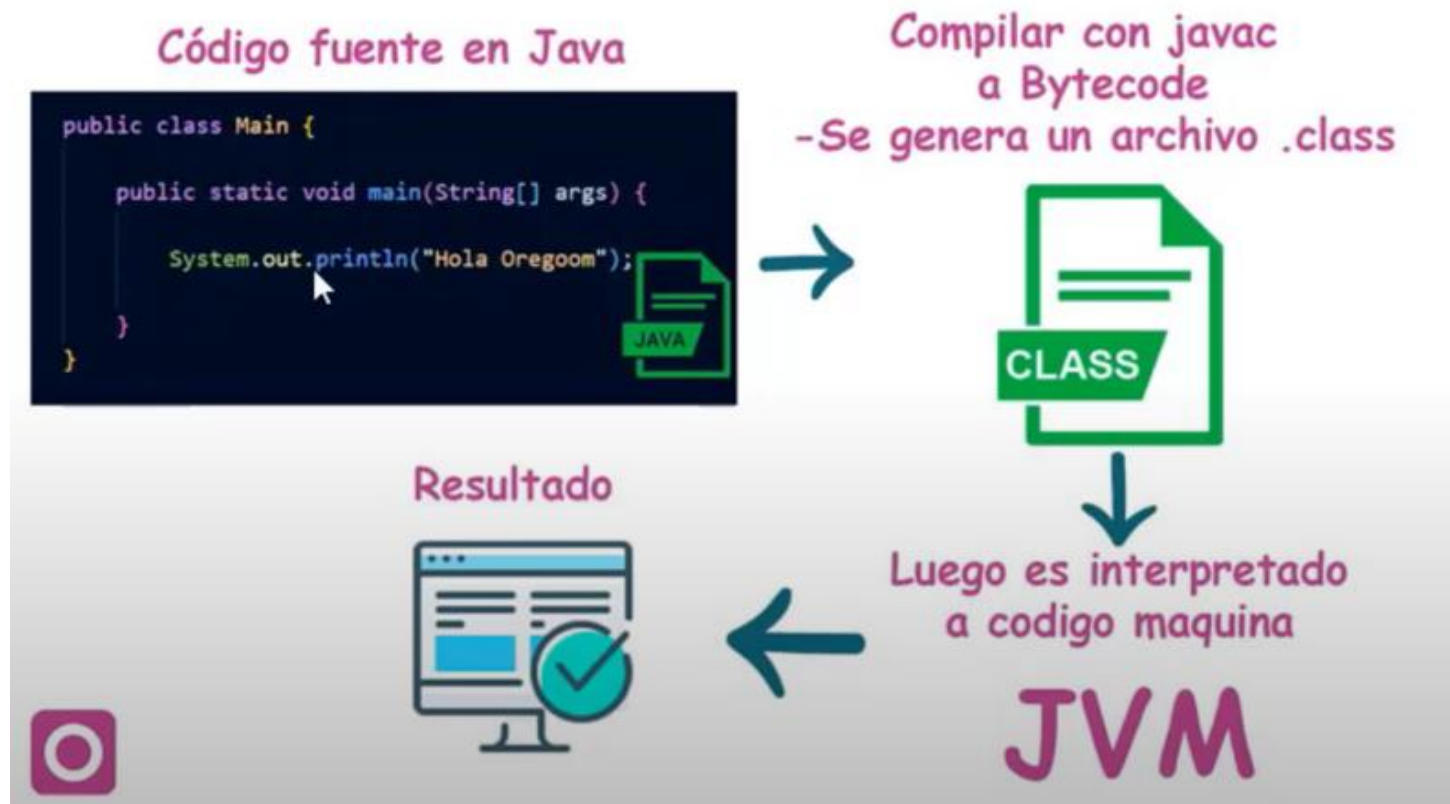 Código fuente en Java
public class Main {
public static void main(String[] args) {
System.out.println("Hola Oregoom");
}
}
JAVA
Compilar con javac
a Bytecode
-Se genera un archivo .class
CLASS
Luego es interpretado
a codigo maquina
JVM
Resultado